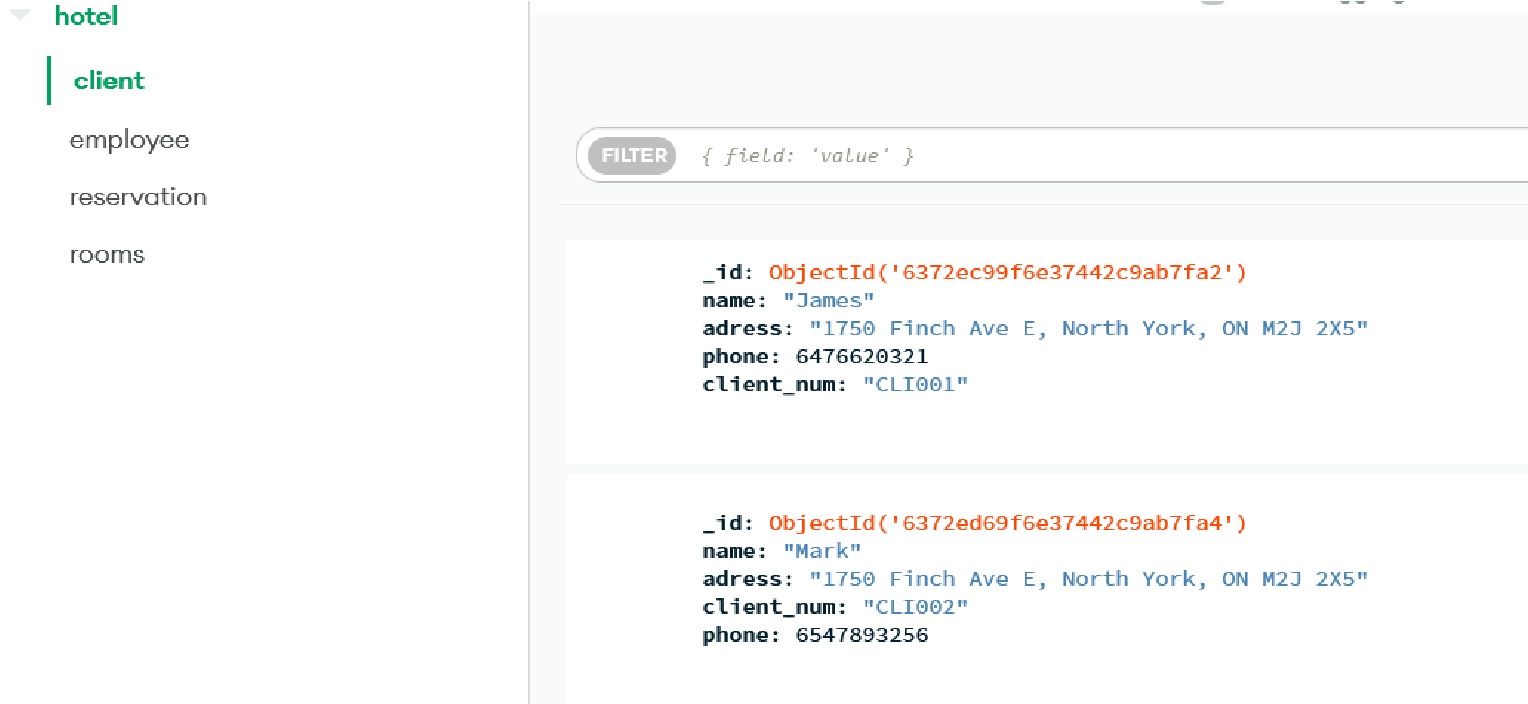 hotel
client
employee
reservation
rooms
FILTER { field: 'value' }
_id: ObjectId('6372ec99f6e37442c9ab7fa2')
name: "James"
adress: "1750 Finch Ave E, North York, ON M2J 2X5"
phone: 6476620321
client_num: "CLI001"
_id: ObjectId('6372ed69f6e37442c9ab7fa4')
name: "Mark"
adress: "1750 Finch Ave E, North York, ON M2J 2X5"
client_num: "CLI002"
phone: 6547893256